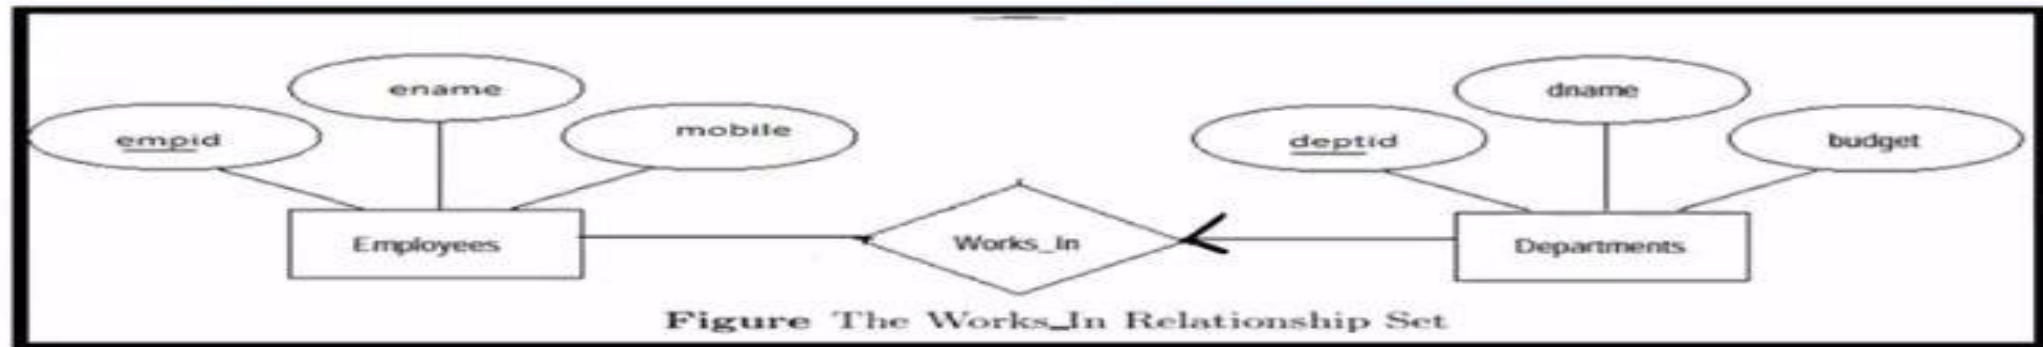 ename
dname
empid
mobile
deptid
budget
Employees
Works_In
Departments
Figure The Works_In Relationship Set